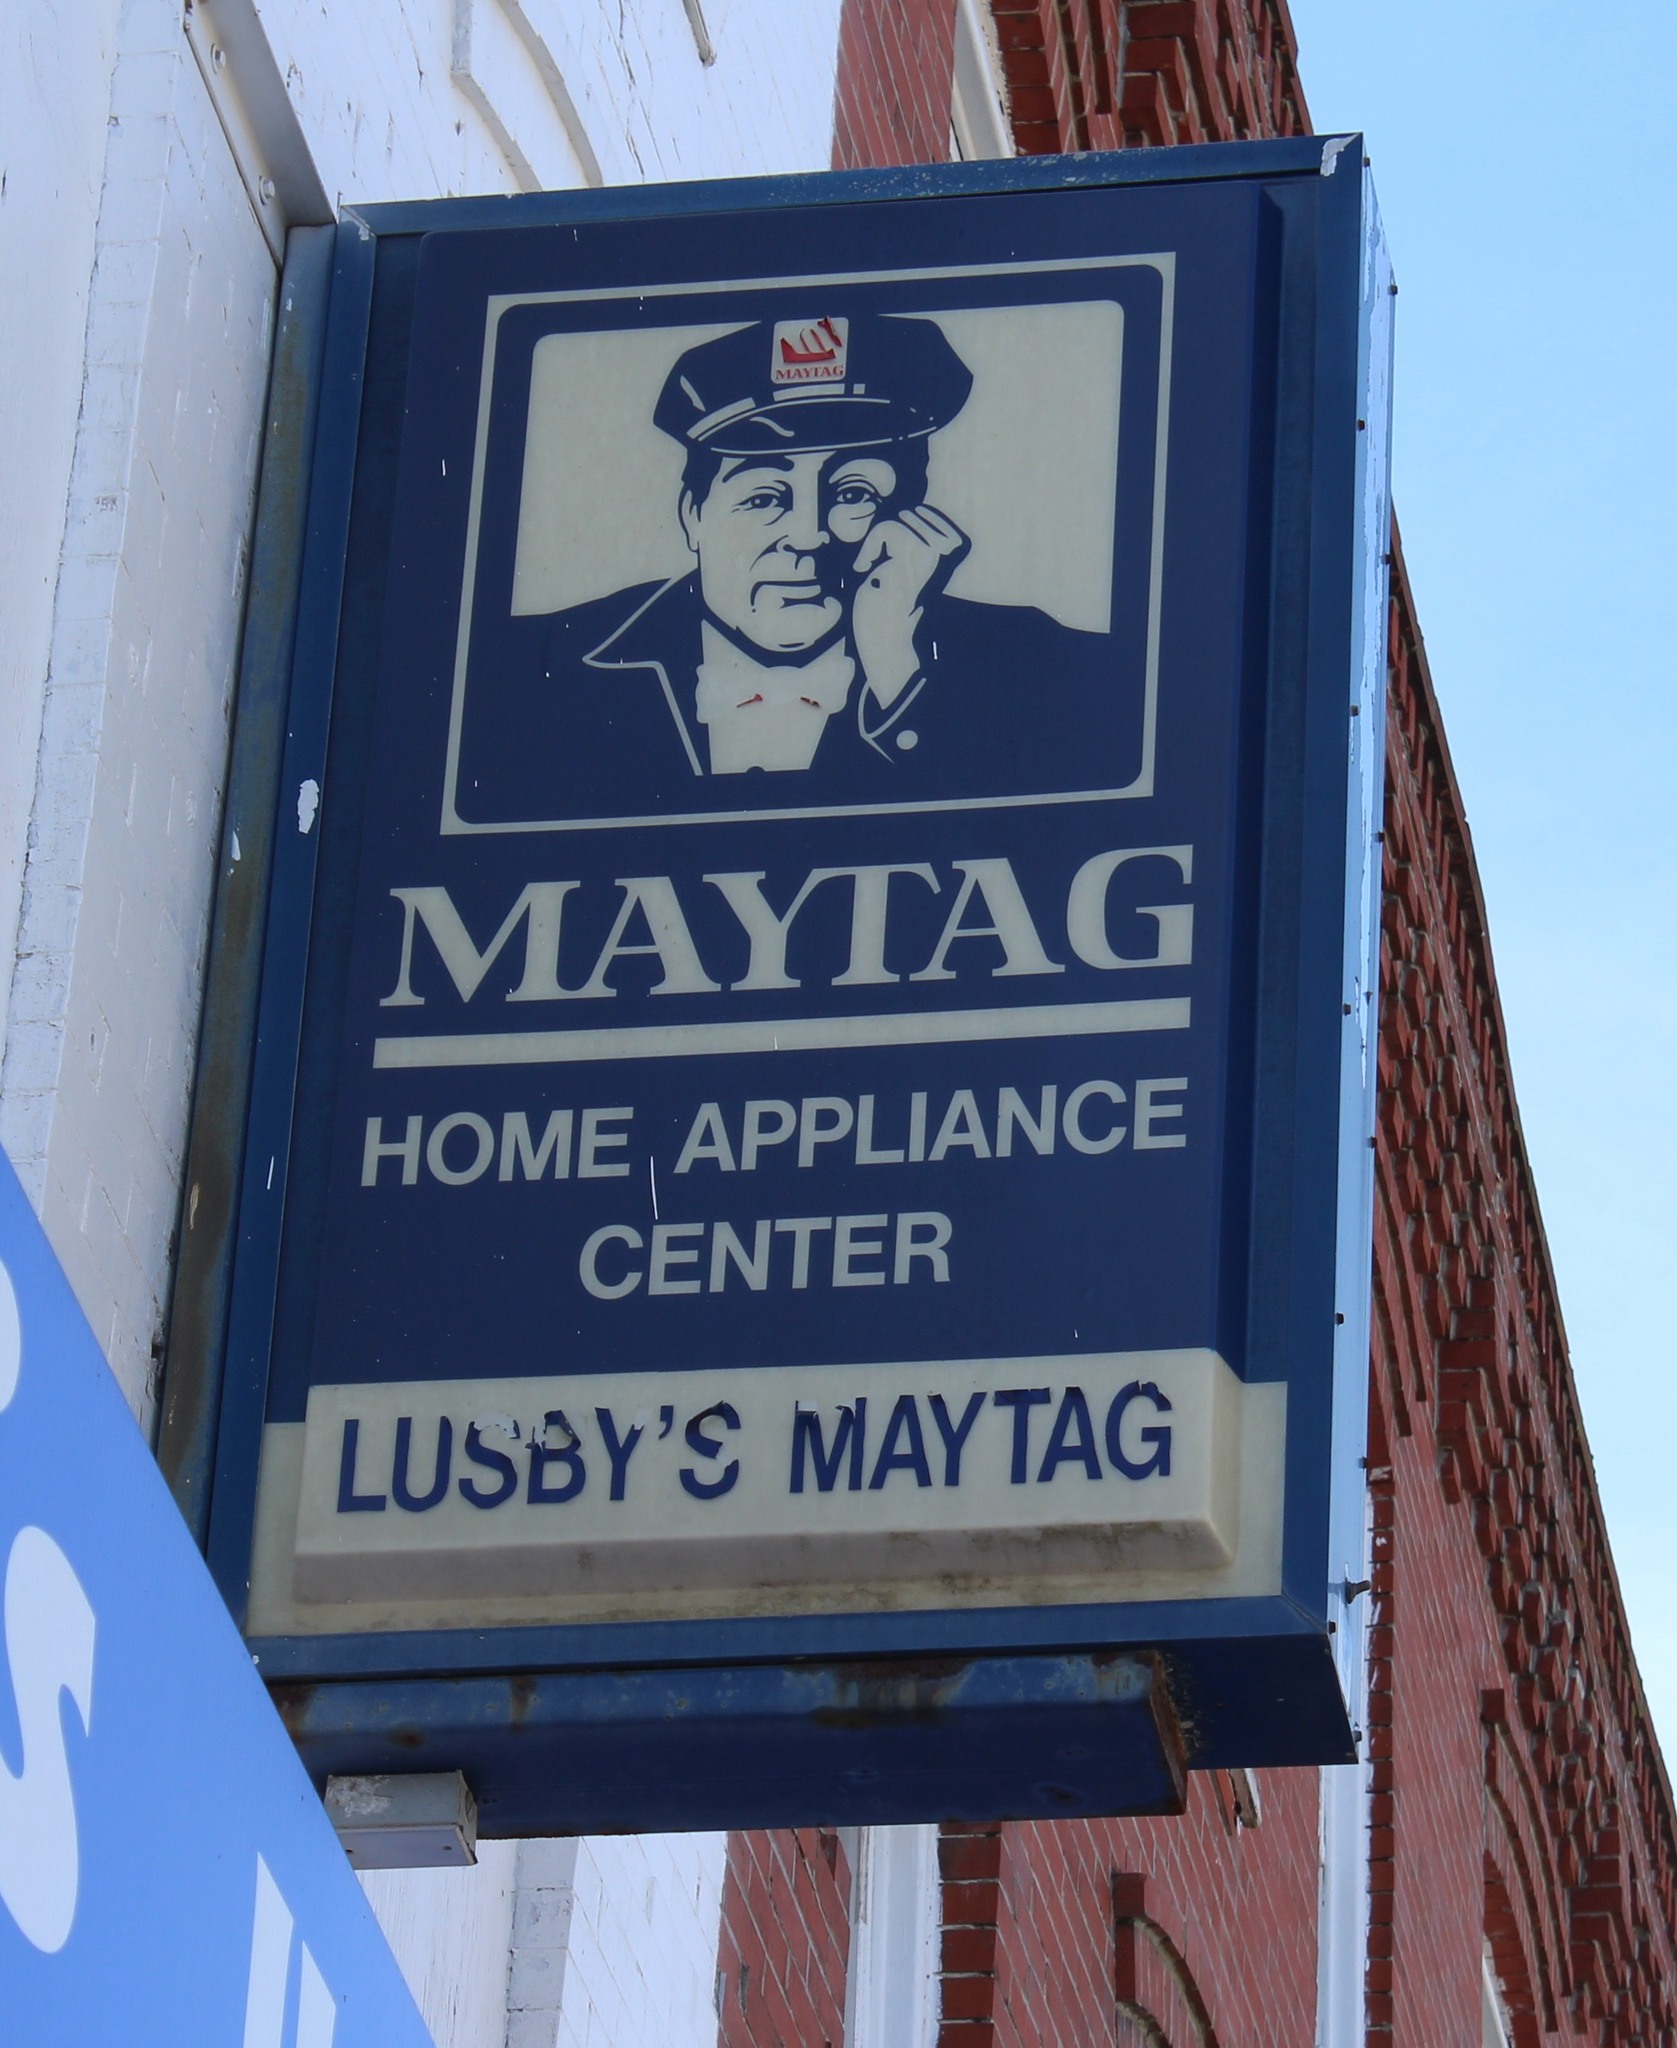 MAYTAG
MAYTAG
HOME APPLIANCE
CENTER
LUSBY'S MAYTAG
S